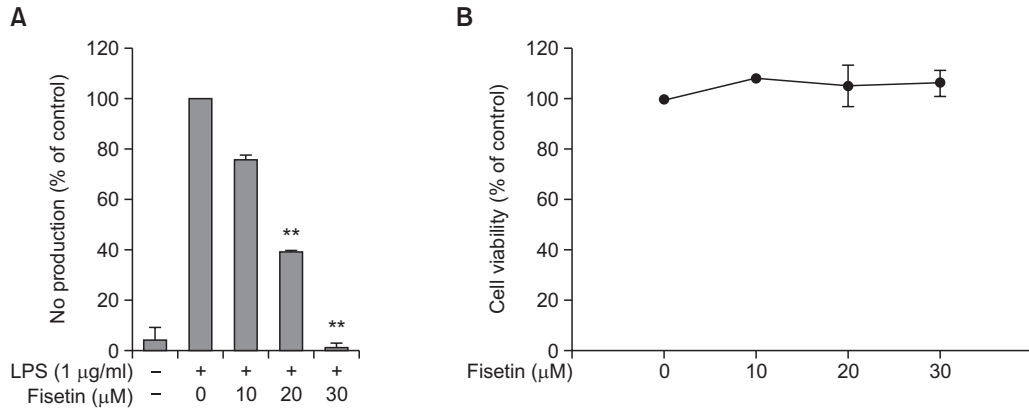 A
No production (% of control)
120
100
80
60
40
20
0
**
**
LPS (1 μg/ml) – + + + +
Fisetin (μM) – 0 10 20 30
B
Cell viability (% of control)
120
100
80
60
40
20
0
Fisetin (μM) 0 10 20 30